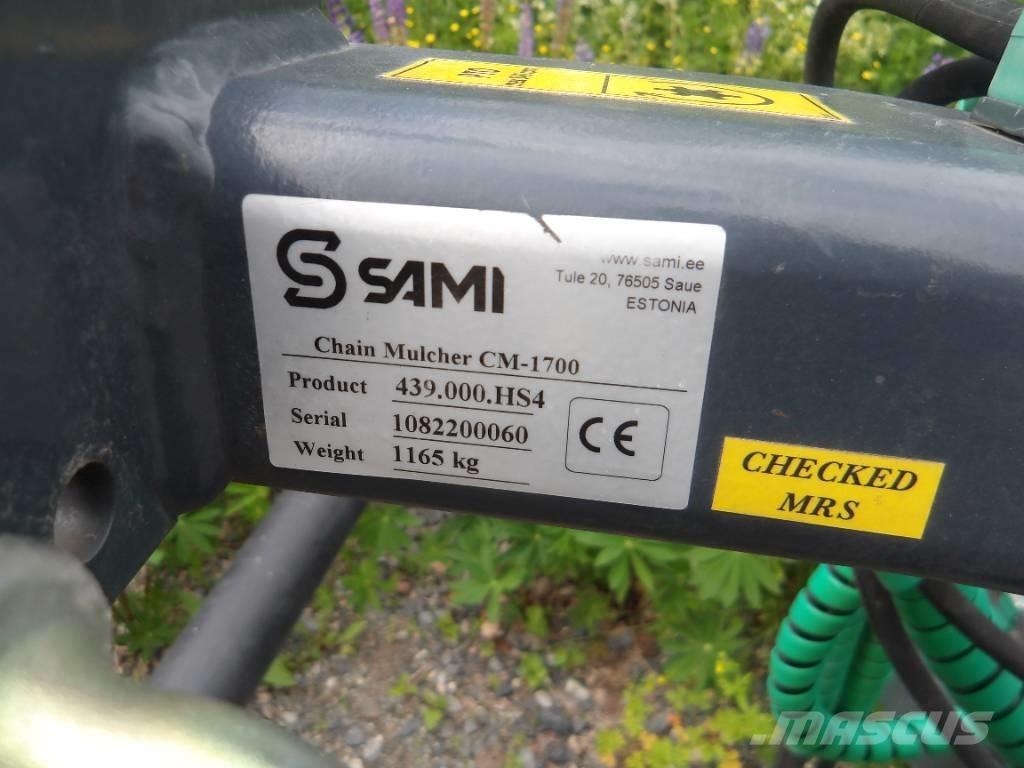 PTO
SAMI
www.sami.ee
Tule 20, 76505 Saue
ESTONIA
Chain Mulcher CM-1700
Product 439.000.HS4
Serial 1082200060
Weight 1165 kg
CE
CHECKED
MRS
MASCUS